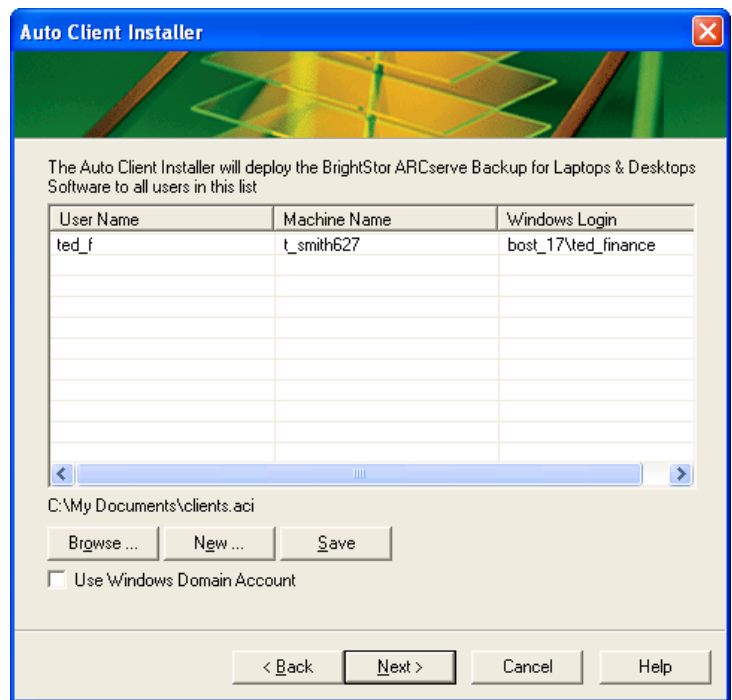 Auto Client Installer
The Auto Client Installer will deploy the BrightStor ARCserve Backup for Laptops & Desktops
Software to all users in this list
User Name Machine Name Windows Login
ted_f t_smith627 bost_17\ted_finance
C:\My Documents\clients.aci
Browse ... New ... Save
Use Windows Domain Account
< Back Next > Cancel Help